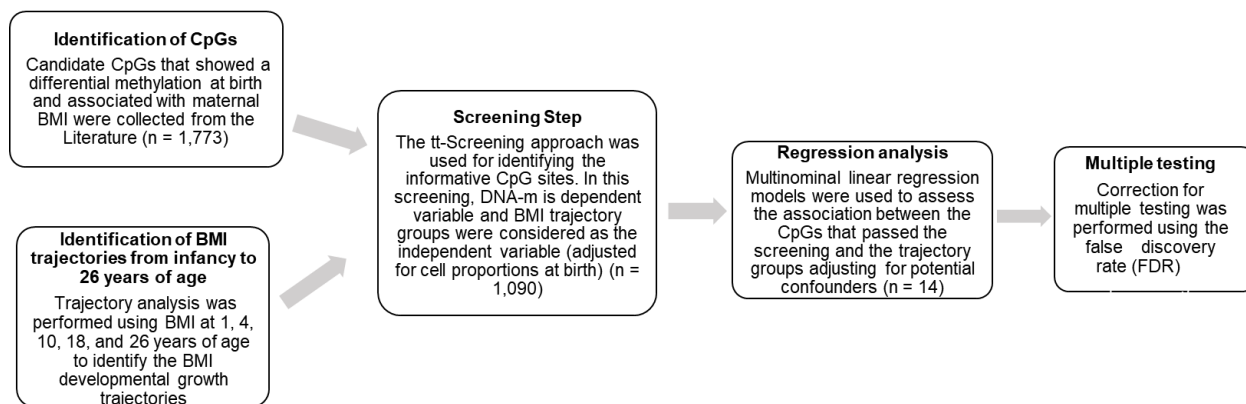 Identification of CpGs
Candidate CpGs that showed a
differential methylation at birth
and associated with maternal
BMI were collected from the
Literature (n = 1,773)
Identification of BMI
trajectories from infancy to
26 years of age
Trajectory analysis was
performed using BMI at 1, 4,
10, 18, and 26 years of age
to identify the BMI
developmental growth
trajectories
Screening Step
The tt-Screening approach was
used for identifying the
informative CpG sites. In this
screening, DNA-m is dependent
variable and BMI trajectory
groups were considered as the
independent variable (adjusted
for cell proportions at birth) (n =
1,090)
Regression analysis
Multinominal linear regression
models were used to assess
the association between the
CpGs that passed the
screening and the trajectory
groups adjusting for potential
confounders (n = 14)
Multiple testing
Correction for
multiple testing was
performed using the
false discovery
rate (FDR)